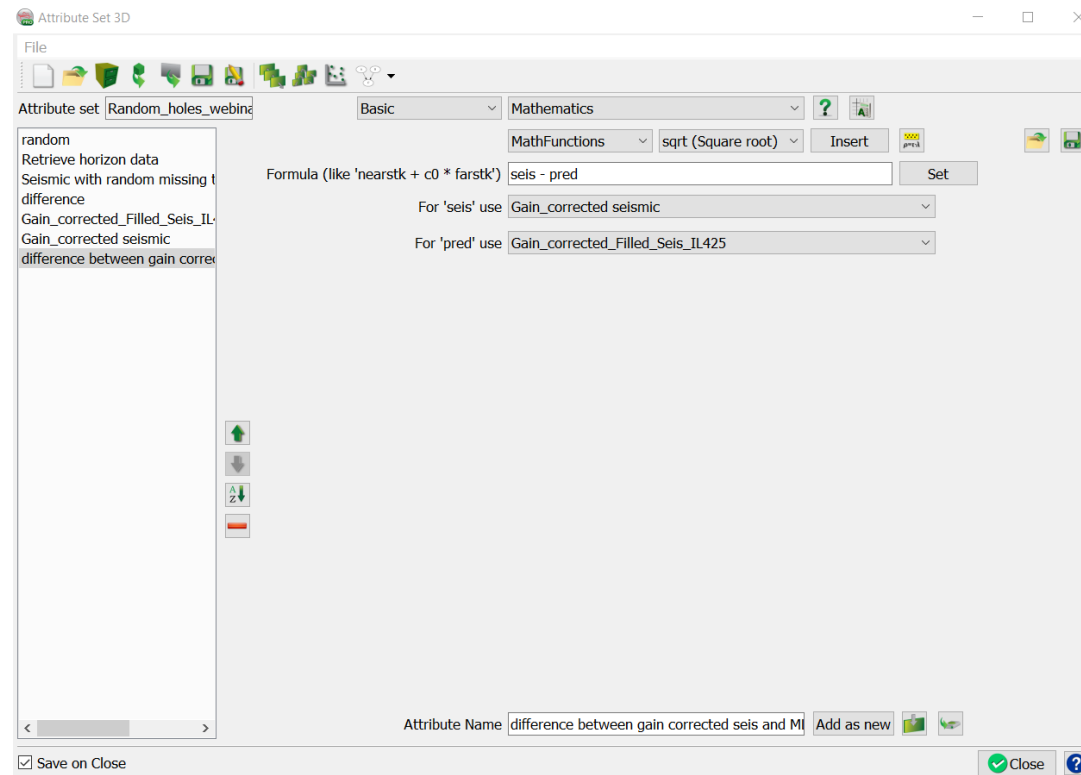 Attribute Set 3D
File
Attribute set Random_holes_webina Basic Mathematics ?
random
Retrieve horizon data
Seismic with random missing t
difference
Gain_corrected_Filled_Seis_IL
Gain_corrected seismic
difference between gain correc
MathFunctions sqrt (Square root) Insert
Formula (like 'nearstk + c0 * farstk') seis - pred Set
For 'seis' use Gain_corrected seismic
For 'pred' use Gain_corrected_Filled_Seis_IL425
A
Z
Attribute Name difference between gain corrected seis and Ml Add as new
Save on Close Close ?